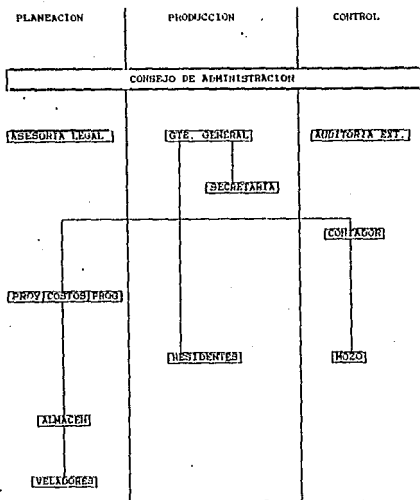 PLANEACION PRODUCCION CONTROL
CONSEJO DE ADMINISTRACION
ASESORIA LEGAL GTE. GENERAL AUDITORIA EXT.
SECRETARIA
CONTADOR
PROY COSTOS PROG
RESIDENTES MOZO
ALMACEN
VELADORES